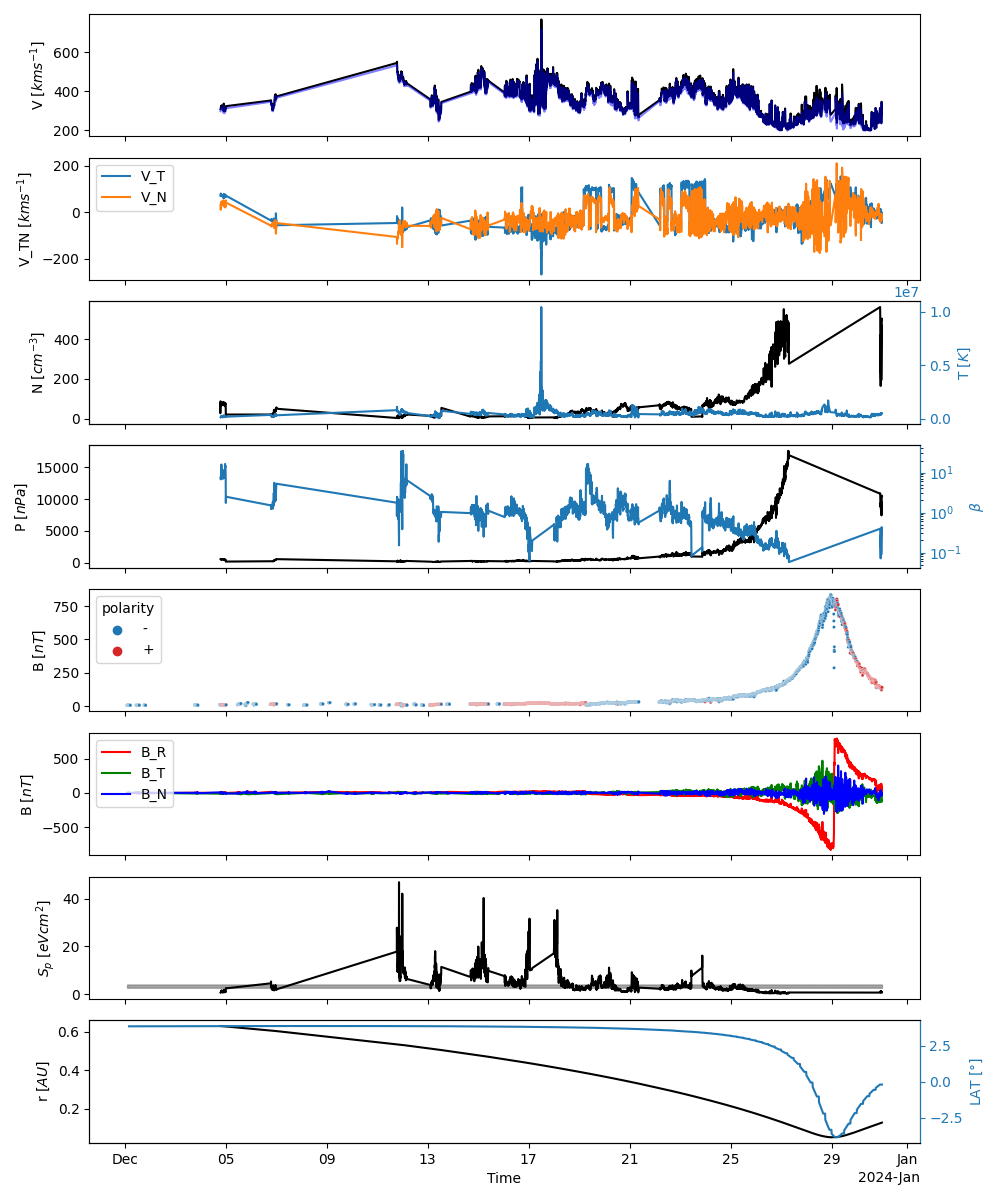 V [kms⁻¹]
600
400
200
V_TN [kms⁻¹]
200
0
−200
V_T
V_N
N [cm⁻³]
400
200
0
1e7
1.0
0.5
0.0
T [K]
P [nPa]
15000
10000
5000
0
10¹
10⁰
10⁻¹
β
B [nT]
750
500
250
0
polarity
-
+
B [nT]
500
0
−500
B_R
B_T
B_N
S_p [eVcm²]
40
20
0
r [AU]
0.6
0.4
0.2
2.5
0.0
−2.5
LAT [°]
Dec 05 09 13 17 21 25 29 Jan
Time
2024-Jan